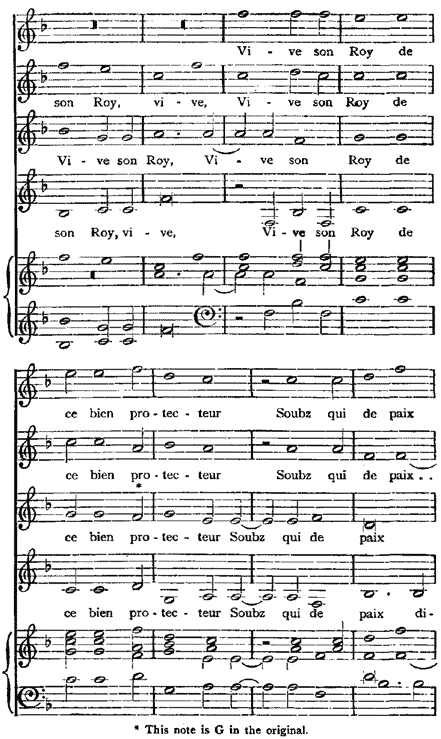 Vi - ve son Roy de
son Roy, vi - ve, Vi - ve son Roy de
Vi - ve son Roy, Vi - ve son Roy de
son Roy, vi - ve, Vi - ve son Roy de
ce bien pro - tec - teur Soubz qui de paix
ce bien pro - tec - teur Soubz qui de paix . .
*
ce bien pro - tec - teur Soubz qui de paix
ce bien pro - tec - teur Soubz qui de paix di-
* This note is G in the original.